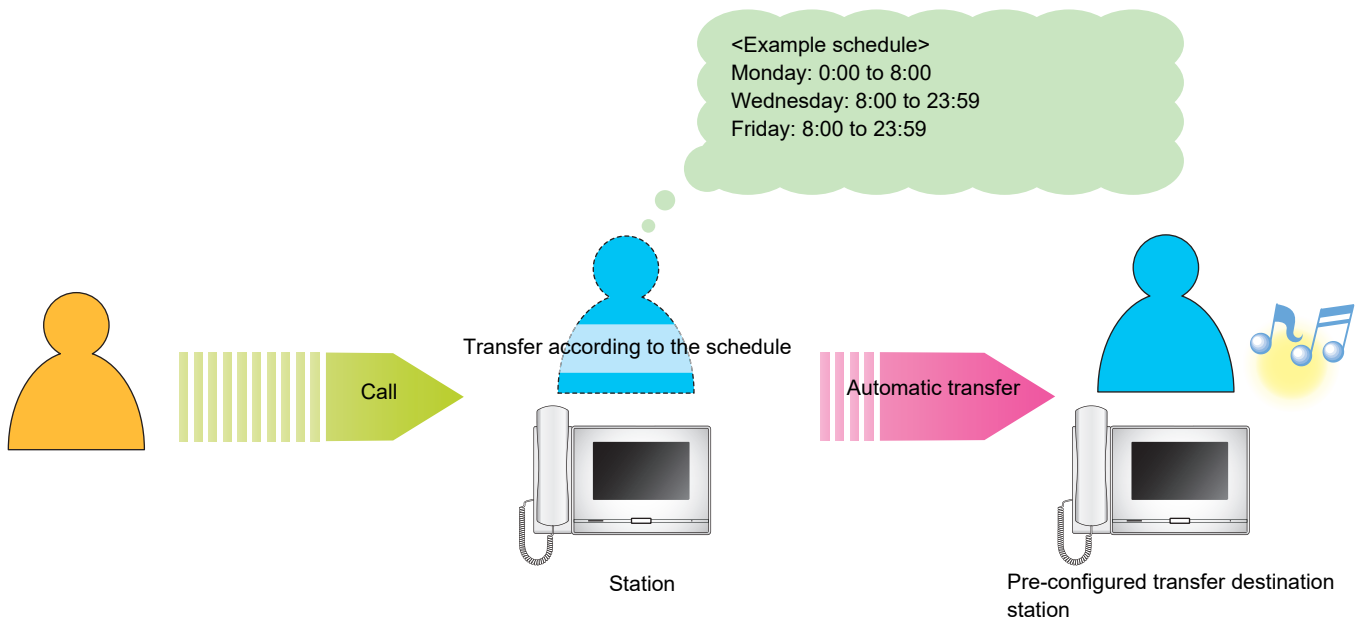 <Example schedule>
Monday: 0:00 to 8:00
Wednesday: 8:00 to 23:59
Friday: 8:00 to 23:59
Call
Transfer according to the schedule
Automatic transfer
Station
Pre-configured transfer destination
station